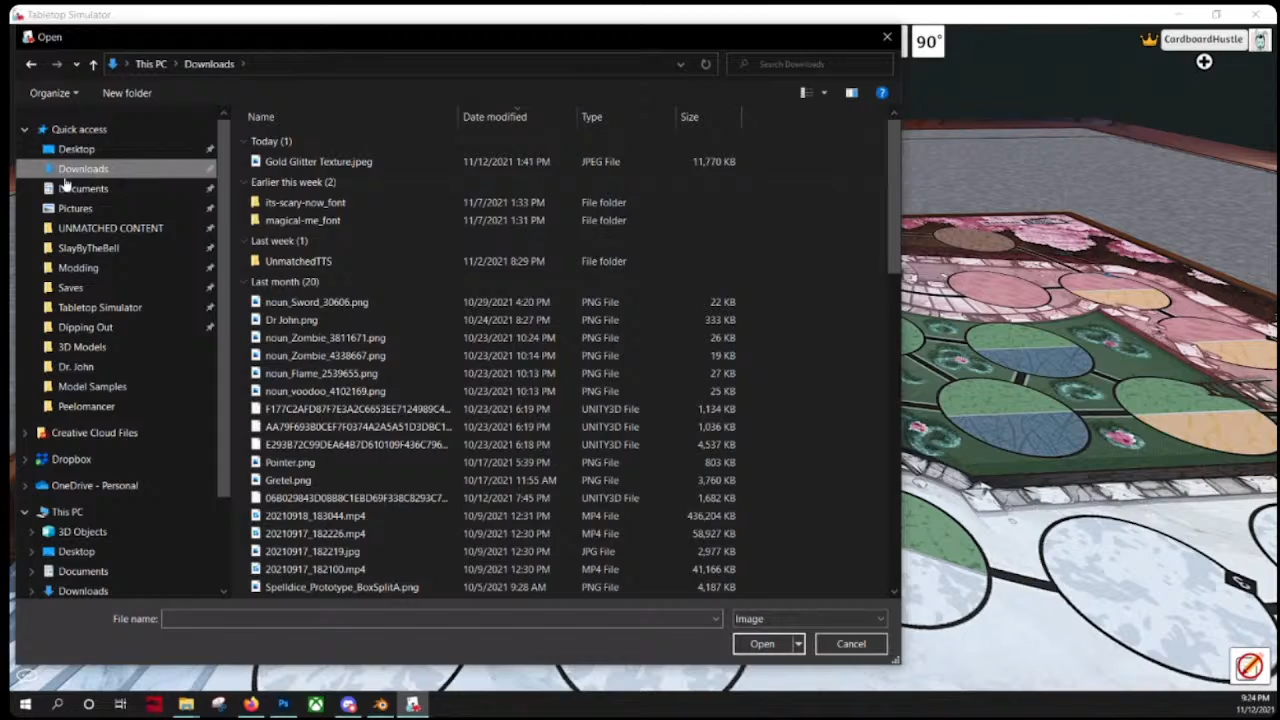 Tabletop Simulator
Open
90°
CardboardHustle
This PC > Downloads >
Search Downloads
Organize
New folder
Name
Date modified
Type
Size
Quick access
Desktop
Downloads
Documents
Pictures
UNMATCHED CONTENT
SlayByTheBell
Modding
Saves
Tabletop Simulator
Dipping Out
3D Models
Dr. John
Model Samples
Peelomancer
Creative Cloud Files
Dropbox
OneDrive - Personal
This PC
3D Objects
Desktop
Documents
Downloads
Today (1)
Gold Glitter Texture.jpeg 11/12/2021 1:41 PM JPEG File 11,770 KB
Earlier this week (2)
its-scary-now_font 11/7/2021 1:33 PM File folder
magical-me_font 11/7/2021 1:31 PM File folder
Last week (1)
UnmatchedTTS 11/2/2021 8:29 PM File folder
Last month (20)
noun_Sword_30606.png 10/29/2021 4:20 PM PNG File 22 KB
Dr John.png 10/24/2021 8:27 PM PNG File 333 KB
noun_Zombie_3811671.png 10/23/2021 10:24 PM PNG File 26 KB
noun_Zombie_4338667.png 10/23/2021 10:14 PM PNG File 19 KB
noun_Flame_2539655.png 10/23/2021 10:13 PM PNG File 27 KB
noun_voodoo_4102169.png 10/23/2021 10:13 PM PNG File 25 KB
F177C2AFD87F7E3A2C6653EE7124989C4... 10/23/2021 6:19 PM UNITY3D File 1,134 KB
AA79F693B0CEF7F0374A2A5A51D3DBC1... 10/23/2021 6:19 PM UNITY3D File 1,036 KB
E293B72C99DEA64B7D610109F436C796... 10/23/2021 6:18 PM UNITY3D File 4,537 KB
Pointer.png 10/17/2021 5:39 PM PNG File 803 KB
Gretel.png 10/17/2021 11:55 AM PNG File 3,760 KB
06B029843D08B8C1EBD69F338C8293C7... 10/12/2021 7:45 PM UNITY3D File 1,682 KB
20210918_183044.mp4 10/9/2021 12:31 PM MP4 File 436,204 KB
20210917_182226.mp4 10/9/2021 12:31 PM MP4 File 58,927 KB
20210917_182219.jpg 10/9/2021 12:30 PM JPG File 2,977 KB
20210917_182100.mp4 10/9/2021 12:30 PM MP4 File 41,166 KB
Spelldice_Prototype_BoxSplitA.png 10/5/2021 9:28 AM PNG File 4,187 KB
File name:
Image
Open
Cancel
9:24 PM
11/12/2021